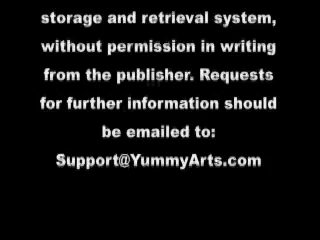 storage and retrieval system,
without permission in writing
from the publisher. Requests
for further information should
be emailed to:
Support@YummyArts.com